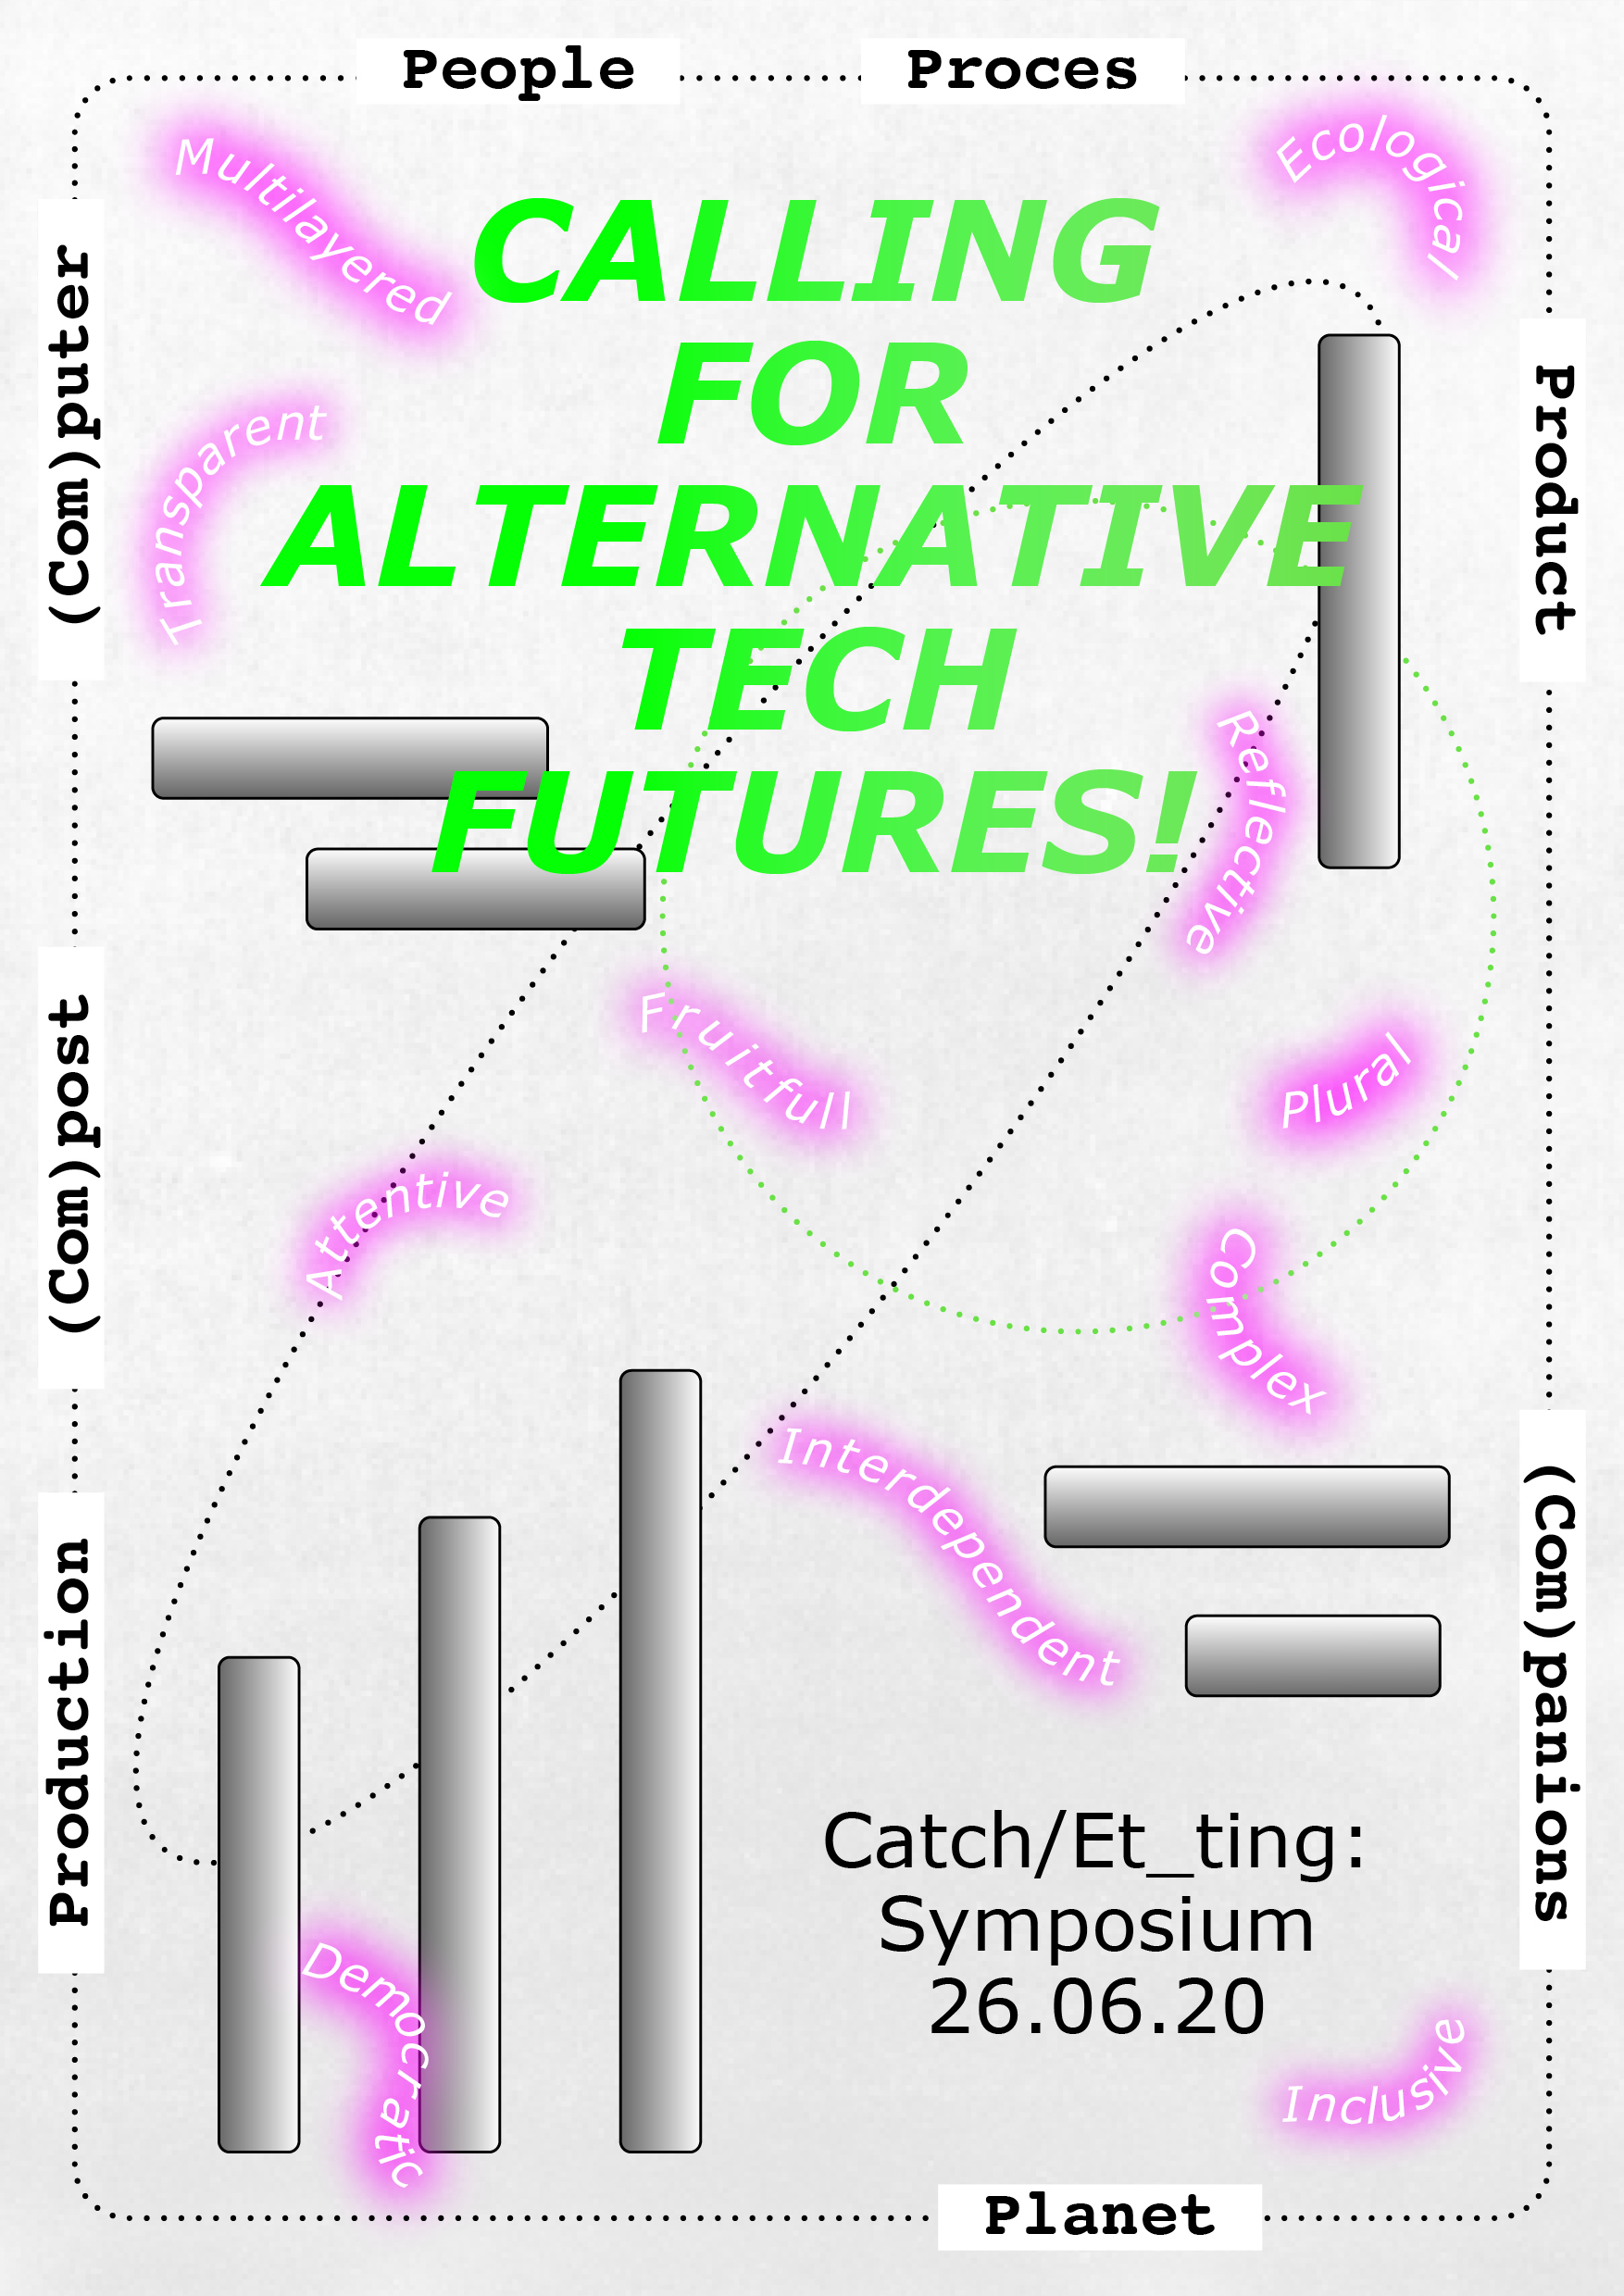 People
Proces
Multilayered
Ecological
CALLING
FOR
ALTERNATIVE
TECH
FUTURES!
(Com)puter
Transparent
Product
Reflective
(Com)post
Fruitfull
Plural
Attentive
Complex
Interdependent
Production
(Com)panions
Catch/Et_ting:
Symposium
26.06.20
Democratic
Inclusive
Planet